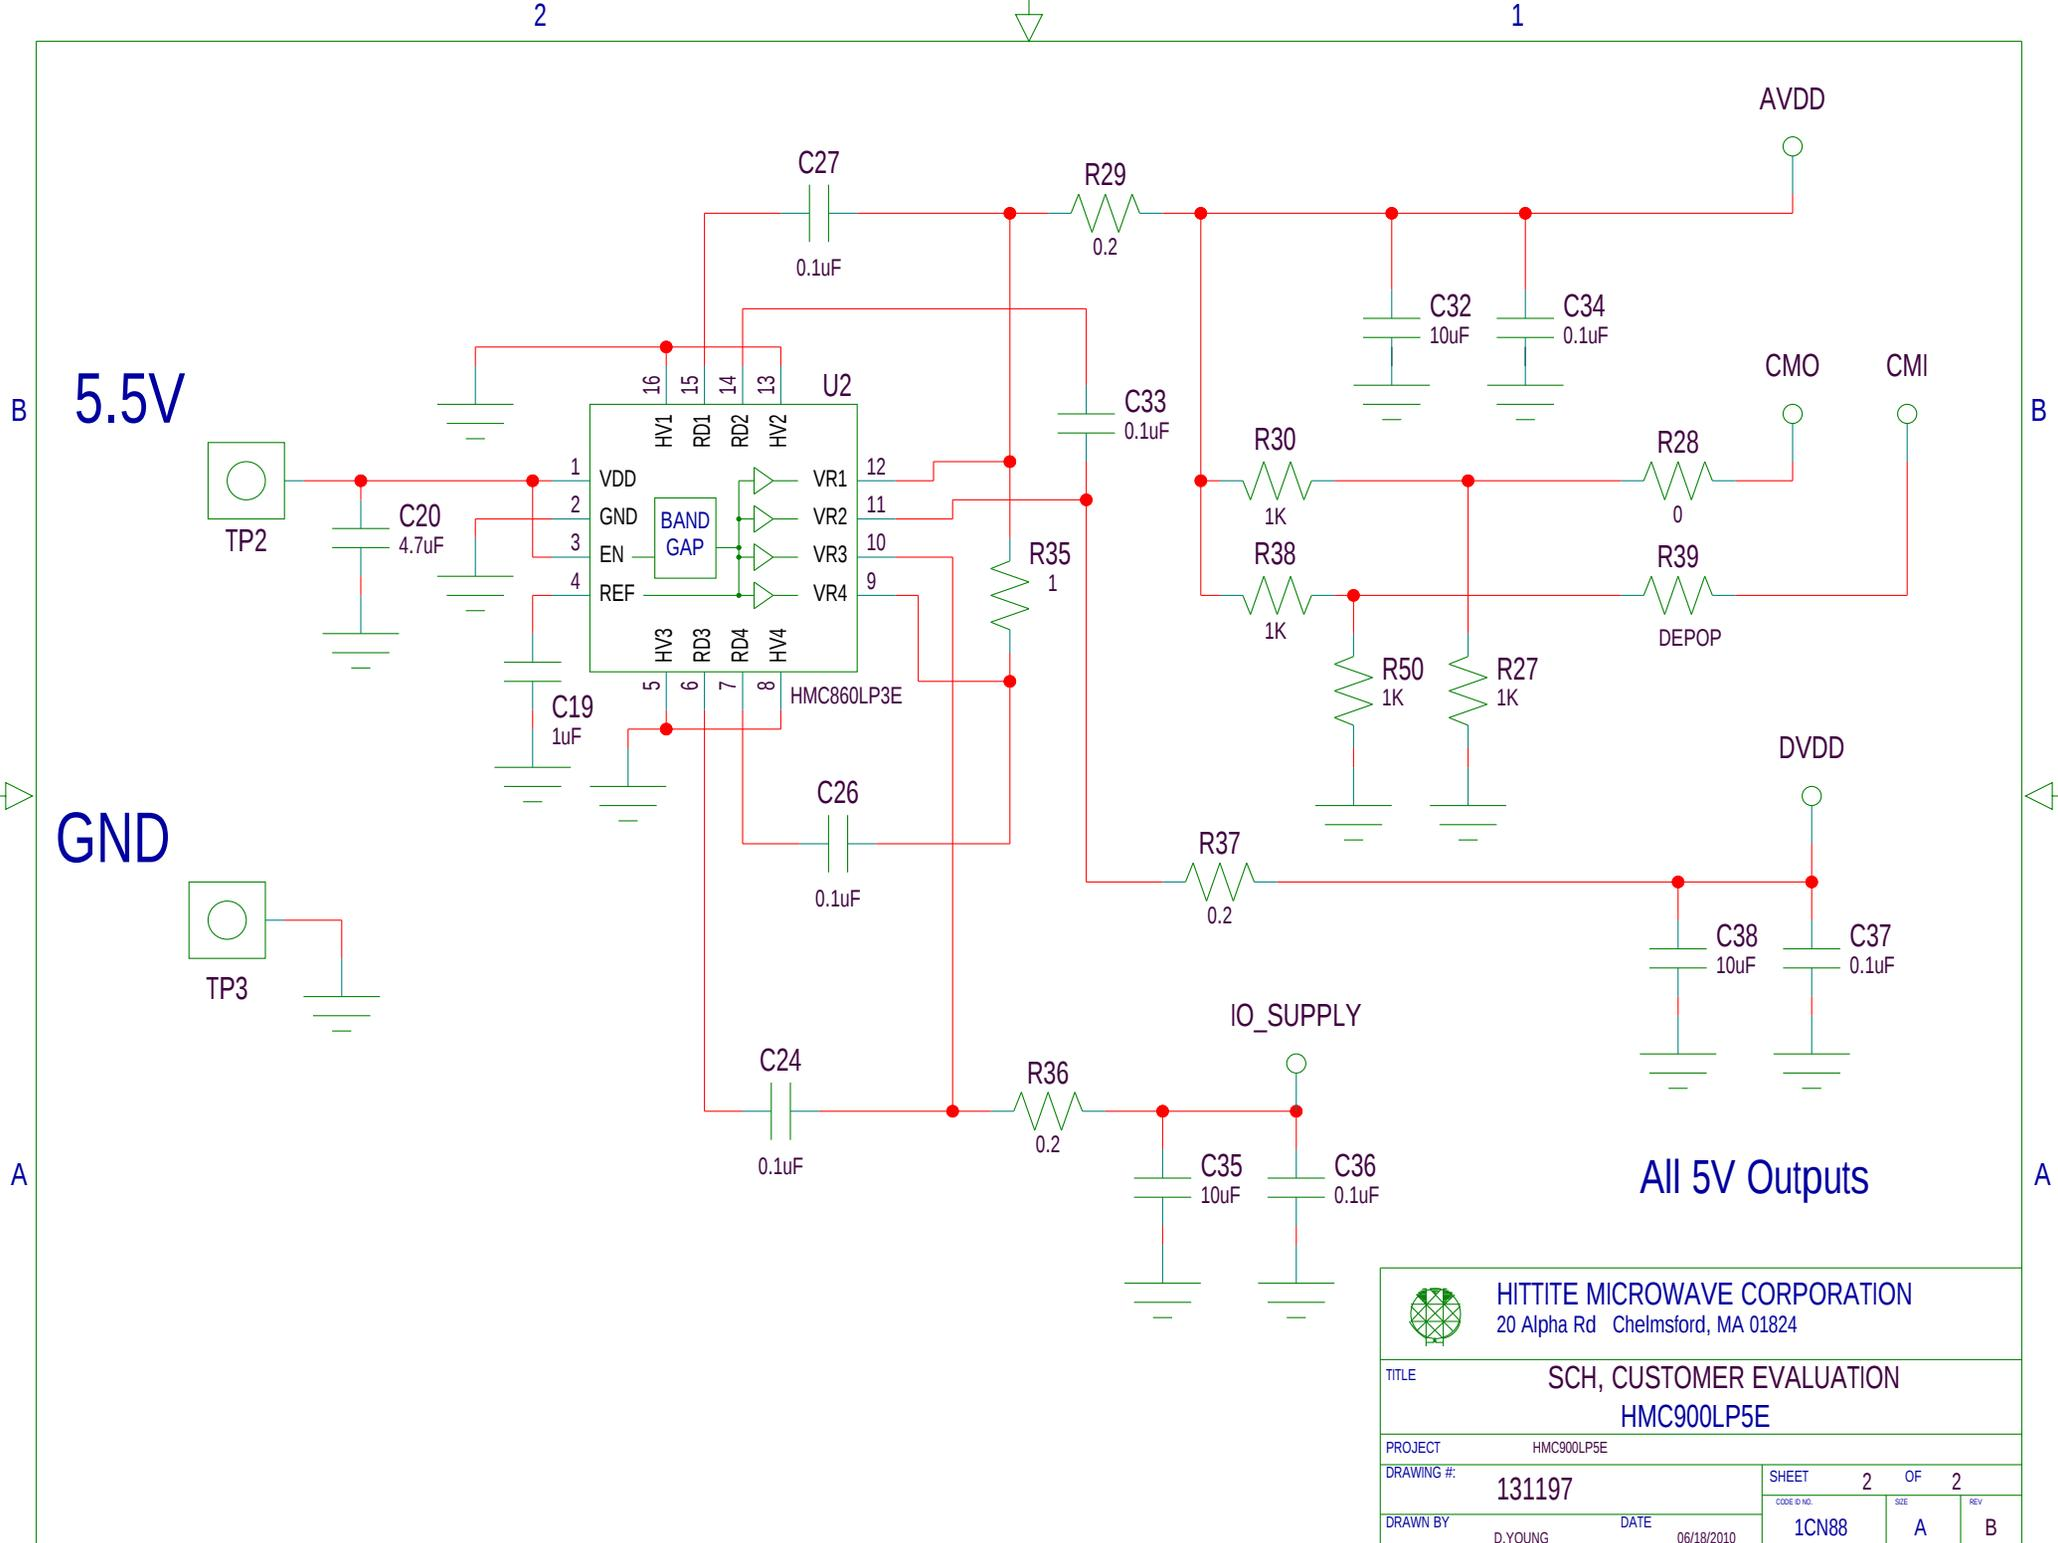 2
1
AVDD
C27
0.1uF
R29
0.2
C32
10uF
C34
0.1uF
CMO
CMI
5.5V
B
B
16
15
14
13
U2
HV1
RD1
RD2
HV2
C33
0.1uF
R30
1K
R28
0
TP2
C20
4.7uF
1
VDD
2
GND
3
EN
4
REF
BAND
GAP
VR1
12
VR2
11
VR3
10
VR4
9
R35
1
R38
1K
R39
DEPOP
HV3
RD3
RD4
HV4
5
6
7
8
HMC860LP3E
C19
1uF
R50
1K
R27
1K
DVDD
GND
C26
0.1uF
R37
0.2
TP3
C38
10uF
C37
0.1uF
IO_SUPPLY
C24
0.1uF
R36
0.2
A
A
C35
10uF
C36
0.1uF
All 5V Outputs
HITTITE MICROWAVE CORPORATION
20 Alpha Rd Chelmsford, MA 01824
TITLE
SCH, CUSTOMER EVALUATION
HMC900LP5E
PROJECT
HMC900LP5E
DRAWING #:
131197
SHEET 2 OF 2
CODE ID NO.
1CN88
SIZE
A
REV
B
DRAWN BY
D.YOUNG
DATE
06/18/2010